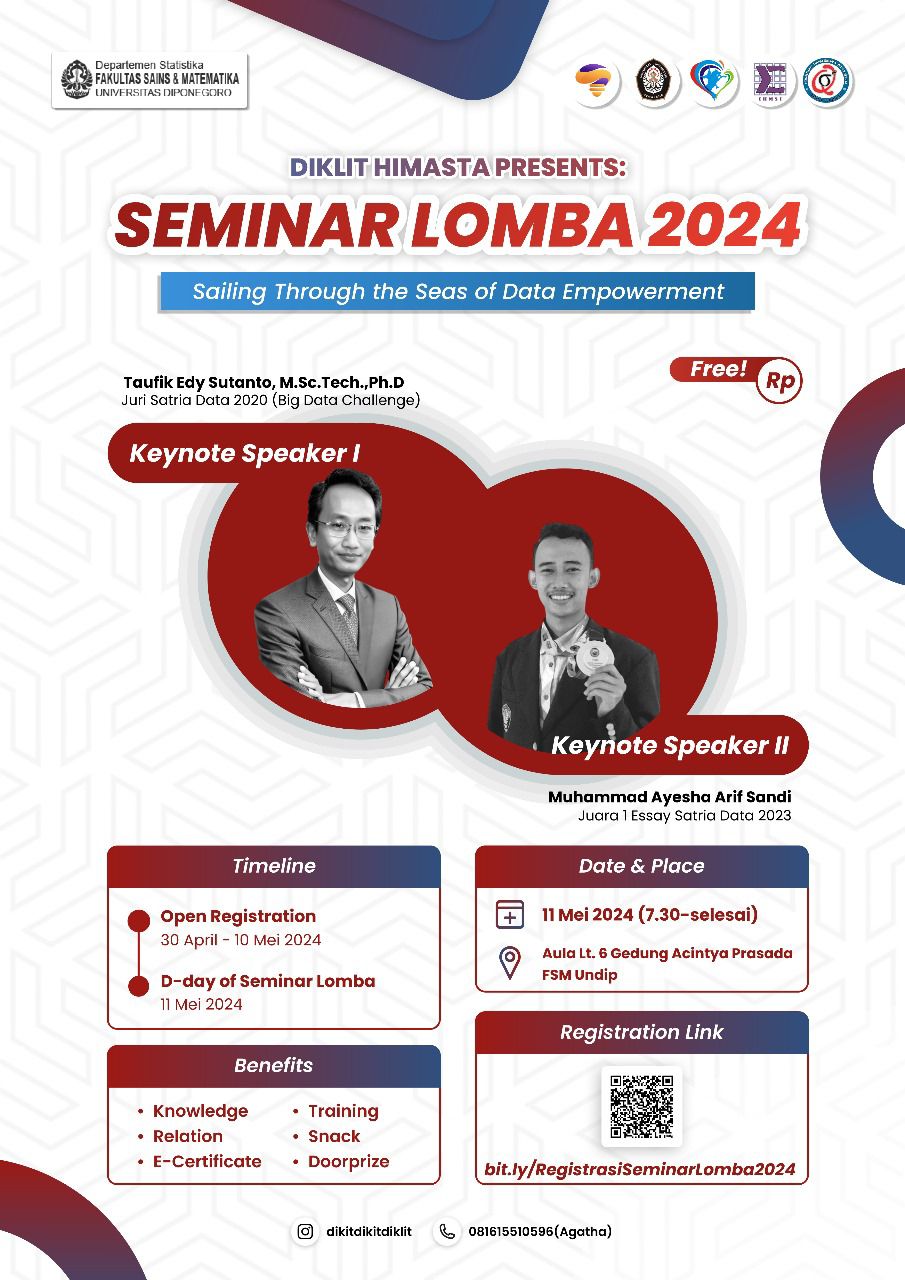 Departemen Statistika
FAKULTAS SAINS & MATEMATIKA
UNIVERSITAS DIPONEGORO
DIKLIT HIMASTA PRESENTS:
SEMINAR LOMBA 2024
Sailing Through the Seas of Data Empowerment
Free! Rp
Taufik Edy Sutanto, M.Sc.Tech.,Ph.D
Juri Satria Data 2020 (Big Data Challenge)
Keynote Speaker I
Keynote Speaker II
Muhammad Ayesha Arif Sandi
Juara 1 Essay Satria Data 2023
Timeline
Open Registration
30 April - 10 Mei 2024
D-day of Seminar Lomba
11 Mei 2024
Date & Place
11 Mei 2024 (7.30-selesai)
Aula Lt. 6 Gedung Acintya Prasada
FSM Undip
Benefits
• Knowledge
• Relation
• E-Certificate
• Training
• Snack
• Doorprize
Registration Link
bit.ly/RegistrasiSeminarLomba2024
dikitdikitdiklit
081615510596(Agatha)